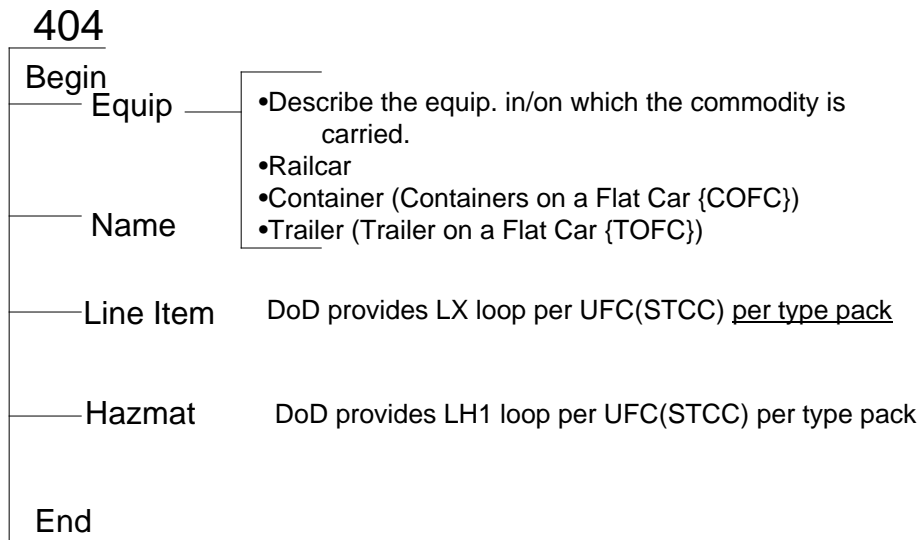 404
Begin
Equip
•Describe the equip. in/on which the commodity is
carried.
•Railcar
•Container (Containers on a Flat Car {COFC})
•Trailer (Trailer on a Flat Car {TOFC})
Name
Line Item
DoD provides LX loop per UFC(STCC) per type pack
Hazmat
DoD provides LH1 loop per UFC(STCC) per type pack
End